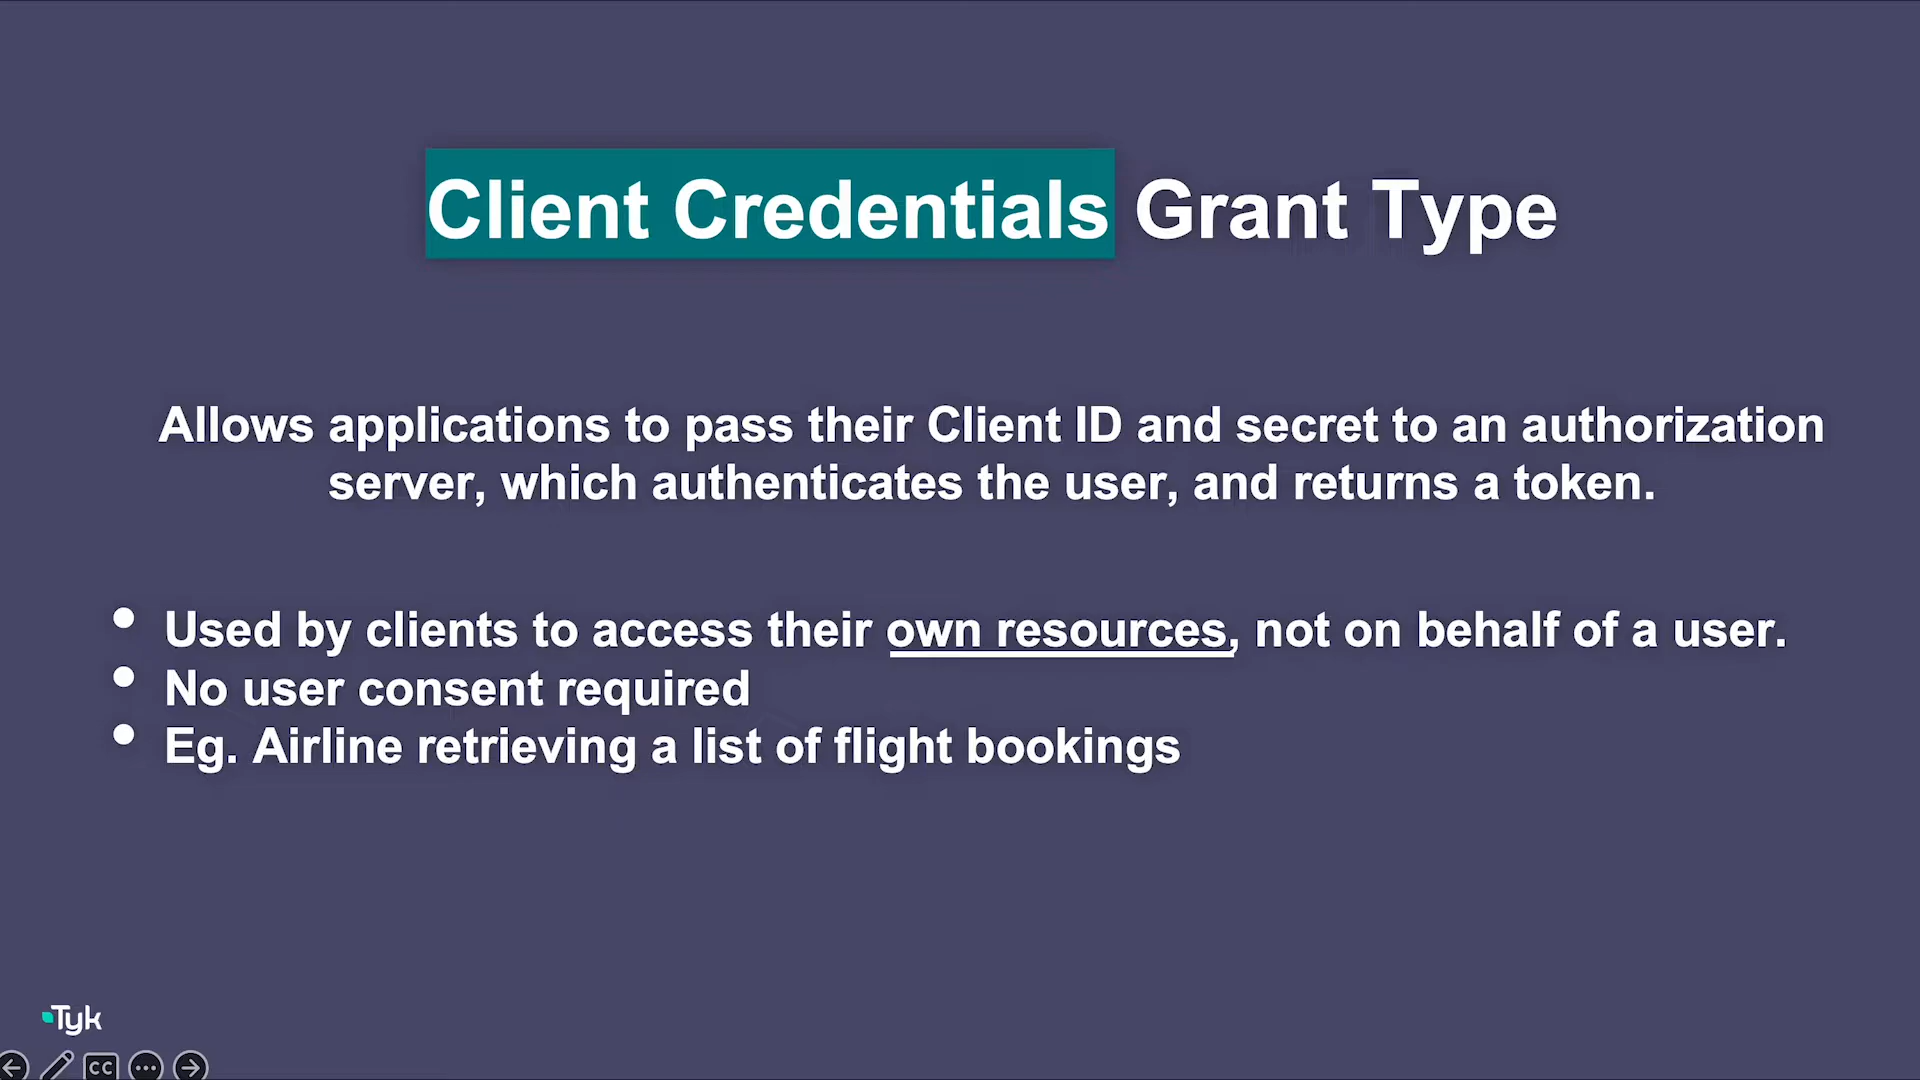 Client Credentials Grant Type
Allows applications to pass their Client ID and secret to an authorization
server, which authenticates the user, and returns a token.
• Used by clients to access their own resources, not on behalf of a user.
• No user consent required
• Eg. Airline retrieving a list of flight bookings
Tyk
CC